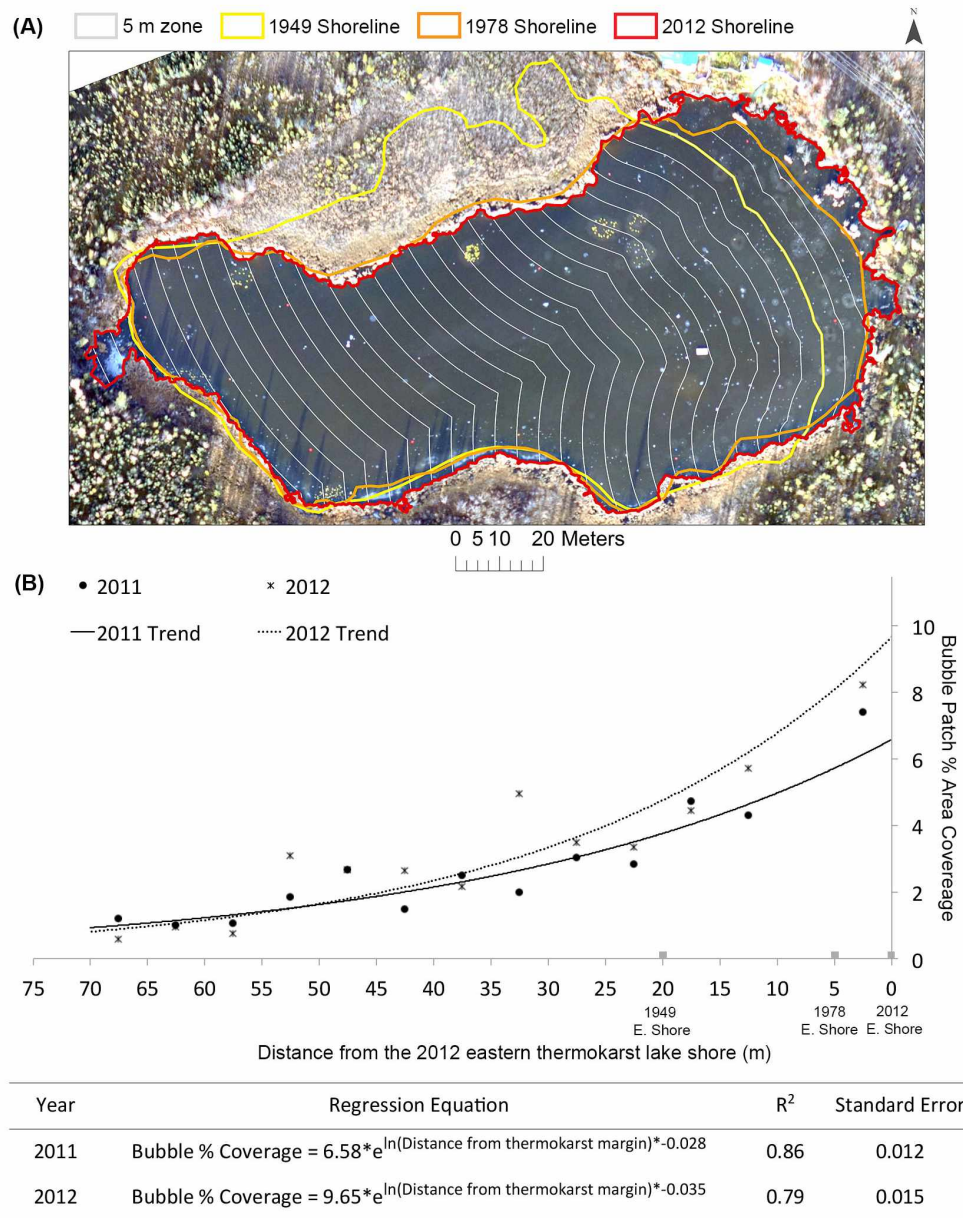 (A) 5 m zone 1949 Shoreline 1978 Shoreline 2012 Shoreline N
0 5 10 20 Meters
(B) 2011 2012
2011 Trend 2012 Trend
10
8
6
4
2
0
Bubble Patch % Area Covereage
75 70 65 60 55 50 45 40 35 30 25 20 15 10 5 0
1949 1978 2012
E. Shore E. Shore E. Shore
Distance from the 2012 eastern thermokarst lake shore (m)
Year Regression Equation R² Standard Error
2011 Bubble % Coverage = 6.58*e^ln(Distance from thermokarst margin)*-0.028 0.86 0.012
2012 Bubble % Coverage = 9.65*e^ln(Distance from thermokarst margin)*-0.035 0.79 0.015